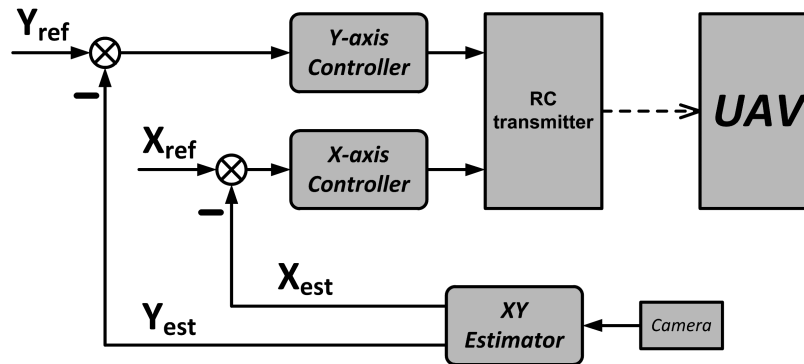 Y_ref
Y-axis
Controller
RC
transmitter
UAV
−
X_ref
X-axis
Controller
−
X_est
Y_est
XY
Estimator
Camera